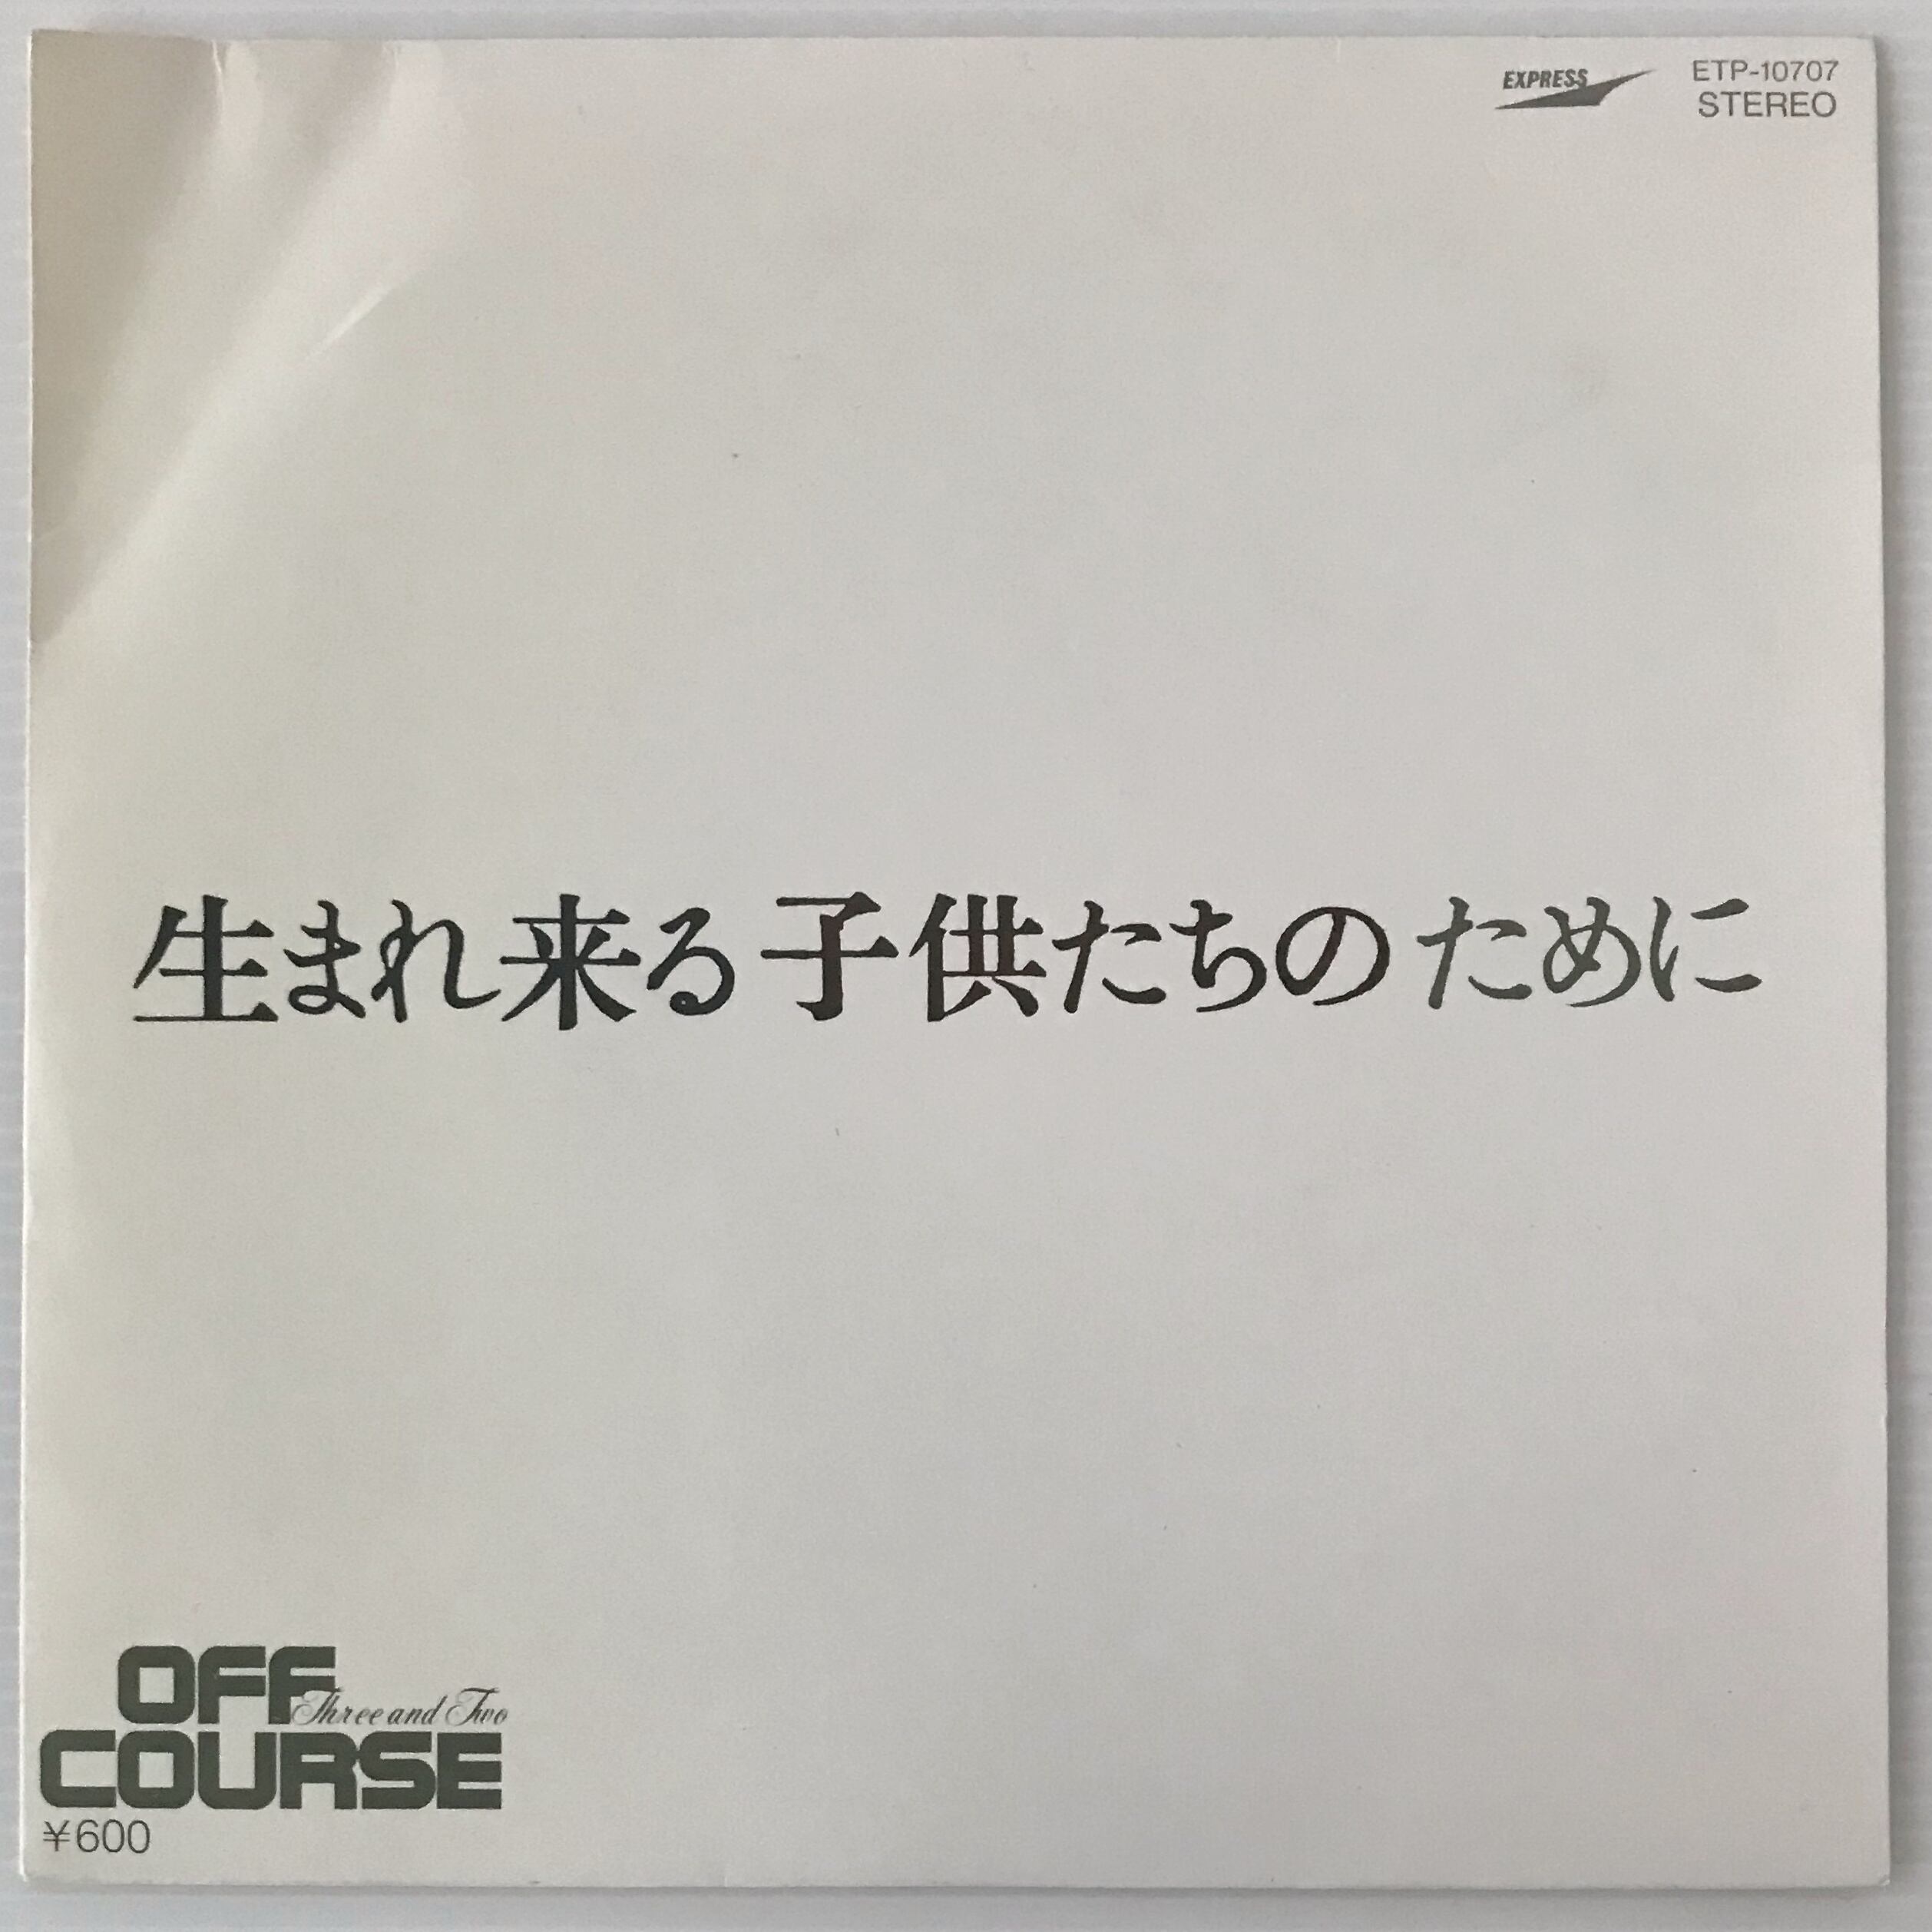 EXPRESS
ETP-10707
STEREO
生まれ来る子供たちのために
OFF
Three and Two
COURSE
¥600